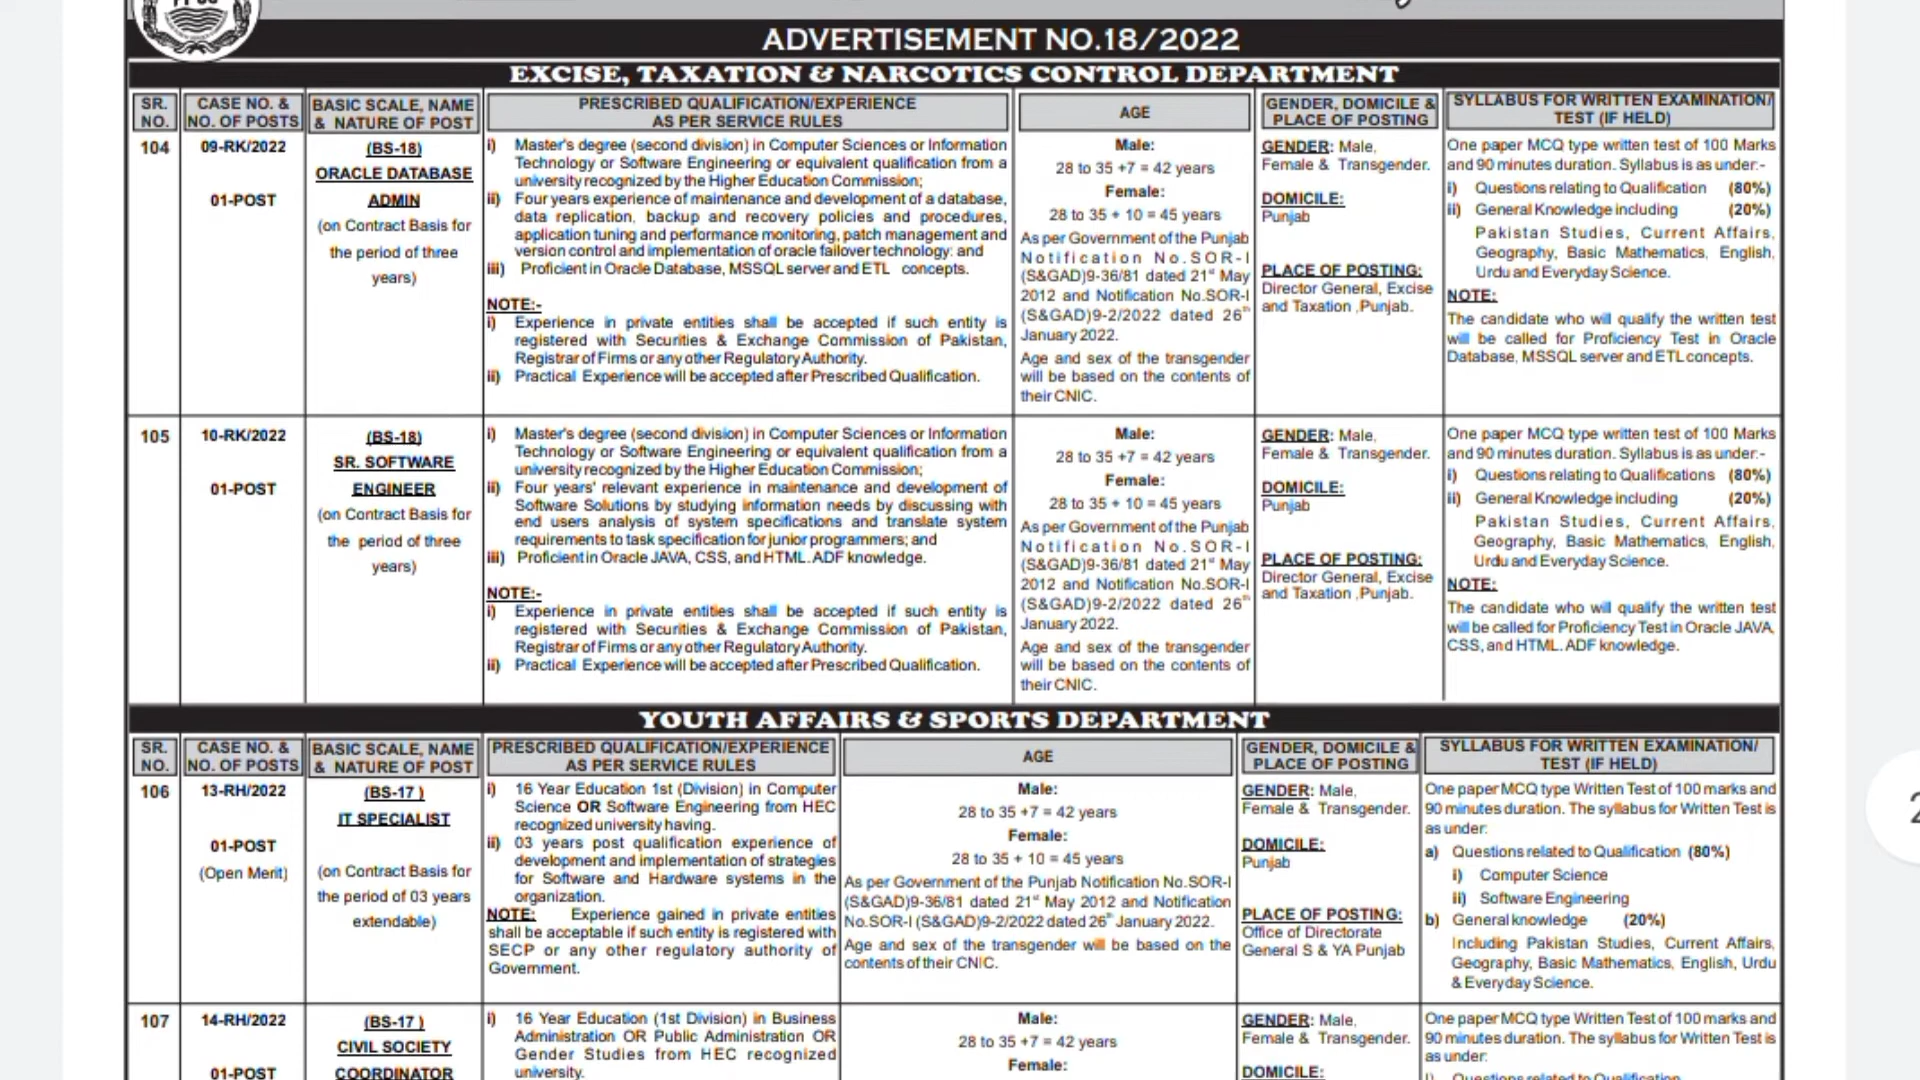 ADVERTISEMENT NO.18/2022
EXCISE, TAXATION & NARCOTICS CONTROL DEPARTMENT
SR. NO.
CASE NO. & NO. OF POSTS
BASIC SCALE, NAME & NATURE OF POST
PRESCRIBED QUALIFICATION/EXPERIENCE
AS PER SERVICE RULES
AGE
GENDER, DOMICILE &
PLACE OF POSTING
SYLLABUS FOR WRITTEN EXAMINATION/
TEST (IF HELD)
104
09-RK/2022
01-POST
(BS-18)
ORACLE DATABASE
ADMIN
(on Contract Basis for
the period of three
years)
i) Master's degree (second division) in Computer Sciences or Information
Technology or Software Engineering or equivalent qualification from a
university recognized by the Higher Education Commission;
ii) Four years experience of maintenance and development of a database,
data replication, backup and recovery policies and procedures,
application tuning and performance monitoring, patch management and
version control and implementation of oracle failover technology: and
iii) Proficient in Oracle Database, MSSQL server and ETL concepts.
NOTE:-
i) Experience in private entities shall be accepted if such entity is
registered with Securities & Exchange Commission of Pakistan,
Registrar of Firms or any other Regulatory Authority.
ii) Practical Experience will be accepted after Prescribed Qualification.
Male:
28 to 35 +7 = 42 years
Female:
28 to 35 + 10 = 45 years
As per Government of the Punjab
Notification No.SOR-I
(S&GAD)9-36/81 dated 21st May
2012 and Notification No.SOR-I
(S&GAD)9-2/2022 dated 26th
January 2022.
Age and sex of the transgender
will be based on the contents of
their CNIC.
GENDER: Male,
Female & Transgender.
DOMICILE:
Punjab
PLACE OF POSTING:
Director General, Excise
and Taxation ,Punjab.
One paper MCQ type written test of 100 Marks
and 90 minutes duration. Syllabus is as under:-
i) Questions relating to Qualification (80%)
ii) General Knowledge including (20%)
Pakistan Studies, Current Affairs,
Geography, Basic Mathematics, English,
Urdu and Everyday Science.
NOTE:
The candidate who will qualify the written test
will be called for Proficiency Test in Oracle
Database, MSSQL server and ETL concepts.
105
10-RK/2022
01-POST
(BS-18)
SR. SOFTWARE
ENGINEER
(on Contract Basis for
the period of three
years)
i) Master's degree (second division) in Computer Sciences or Information
Technology or Software Engineering or equivalent qualification from a
university recognized by the Higher Education Commission;
ii) Four years' relevant experience in maintenance and development of
Software Solutions by studying information needs by discussing with
end users analysis of system specifications and translate system
requirements to task specification for junior programmers; and
iii) Proficient in Oracle JAVA, CSS, and HTML. ADF knowledge.
NOTE:-
i) Experience in private entities shall be accepted if such entity is
registered with Securities & Exchange Commission of Pakistan,
Registrar of Firms or any other Regulatory Authority.
ii) Practical Experience will be accepted after Prescribed Qualification.
Male:
28 to 35 +7 = 42 years
Female:
28 to 35 + 10 = 45 years
As per Government of the Punjab
Notification No.SOR-I
(S&GAD)9-36/81 dated 21st May
2012 and Notification No.SOR-I
(S&GAD)9-2/2022 dated 26th
January 2022.
Age and sex of the transgender
will be based on the contents of
their CNIC.
GENDER: Male,
Female & Transgender.
DOMICILE:
Punjab
PLACE OF POSTING:
Director General, Excise
and Taxation ,Punjab.
One paper MCQ type written test of 100 Marks
and 90 minutes duration. Syllabus is as under:-
i) Questions relating to Qualifications (80%)
ii) General Knowledge including (20%)
Pakistan Studies, Current Affairs,
Geography, Basic Mathematics, English,
Urdu and Everyday Science.
NOTE:
The candidate who will qualify the written test
will be called for Proficiency Test in Oracle JAVA,
CSS, and HTML. ADF knowledge.
YOUTH AFFAIRS & SPORTS DEPARTMENT
SR. NO.
CASE NO. & NO. OF POSTS
BASIC SCALE, NAME & NATURE OF POST
PRESCRIBED QUALIFICATION/EXPERIENCE
AS PER SERVICE RULES
AGE
GENDER, DOMICILE &
PLACE OF POSTING
SYLLABUS FOR WRITTEN EXAMINATION/
TEST (IF HELD)
106
13-RH/2022
01-POST
(Open Merit)
(BS-17 )
IT SPECIALIST
(on Contract Basis for
the period of 03 years
extendable)
i) 16 Year Education 1st (Division) in Computer
Science OR Software Engineering from HEC
recognized university having.
ii) 03 years post qualification experience of
development and implementation of strategies
for Software and Hardware systems in the
organization.
NOTE: Experience gained in private entities
shall be acceptable if such entity is registered with
SECP or any other regulatory authority of
Government.
Male:
28 to 35 +7 = 42 years
Female:
28 to 35 + 10 = 45 years
As per Government of the Punjab Notification No.SOR-I
(S&GAD)9-36/81 dated 21st May 2012 and Notification
No.SOR-I (S&GAD)9-2/2022 dated 26th January 2022.
Age and sex of the transgender will be based on the
contents of their CNIC.
GENDER: Male,
Female & Transgender.
DOMICILE:
Punjab
PLACE OF POSTING:
Office of Directorate
General S & YA Punjab
One paper MCQ type Written Test of 100 marks and
90 minutes duration. The syllabus for Written Test is
as under:
a) Questions related to Qualification (80%)
i) Computer Science
ii) Software Engineering
b) General knowledge (20%)
Including Pakistan Studies, Current Affairs,
Geography, Basic Mathematics, English, Urdu
& Everyday Science.
107
14-RH/2022
01-POST
(BS-17 )
CIVIL SOCIETY
COORDINATOR
i) 16 Year Education (1st Division) in Business
Administration OR Public Administration OR
Gender Studies from HEC recognized
university.
Male:
28 to 35 +7 = 42 years
Female:
GENDER: Male,
Female & Transgender.
DOMICILE:
One paper MCQ type Written Test of 100 marks and
90 minutes duration. The syllabus for Written Test is
as under: